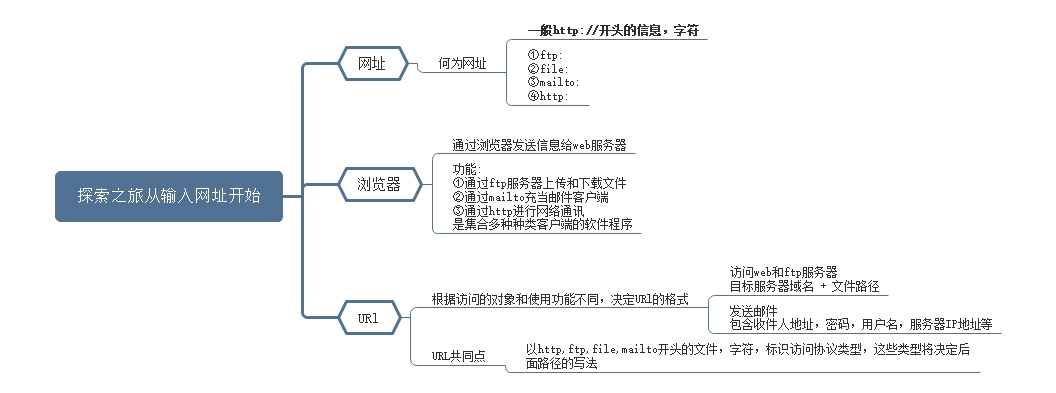 探索之旅从输入网址开始
网址
何为网址
一般http://开头的信息，字符
①ftp:
②file:
③mailto:
④http:
浏览器
通过浏览器发送信息给web服务器
功能:
①通过ftp服务器上传和下载文件
②通过mailto充当邮件客户端
③通过http进行网络通讯
是集合多种种类客户端的软件程序
URl
根据访问的对象和使用功能不同，决定URl的格式
访问web和ftp服务器
目标服务器域名 + 文件路径
发送邮件
包含收件人地址，密码，用户名，服务器IP地址等
URL共同点
以http,ftp,file,mailto开头的文件，字符，标识访问协议类型，这些类型将决定后
面路径的写法